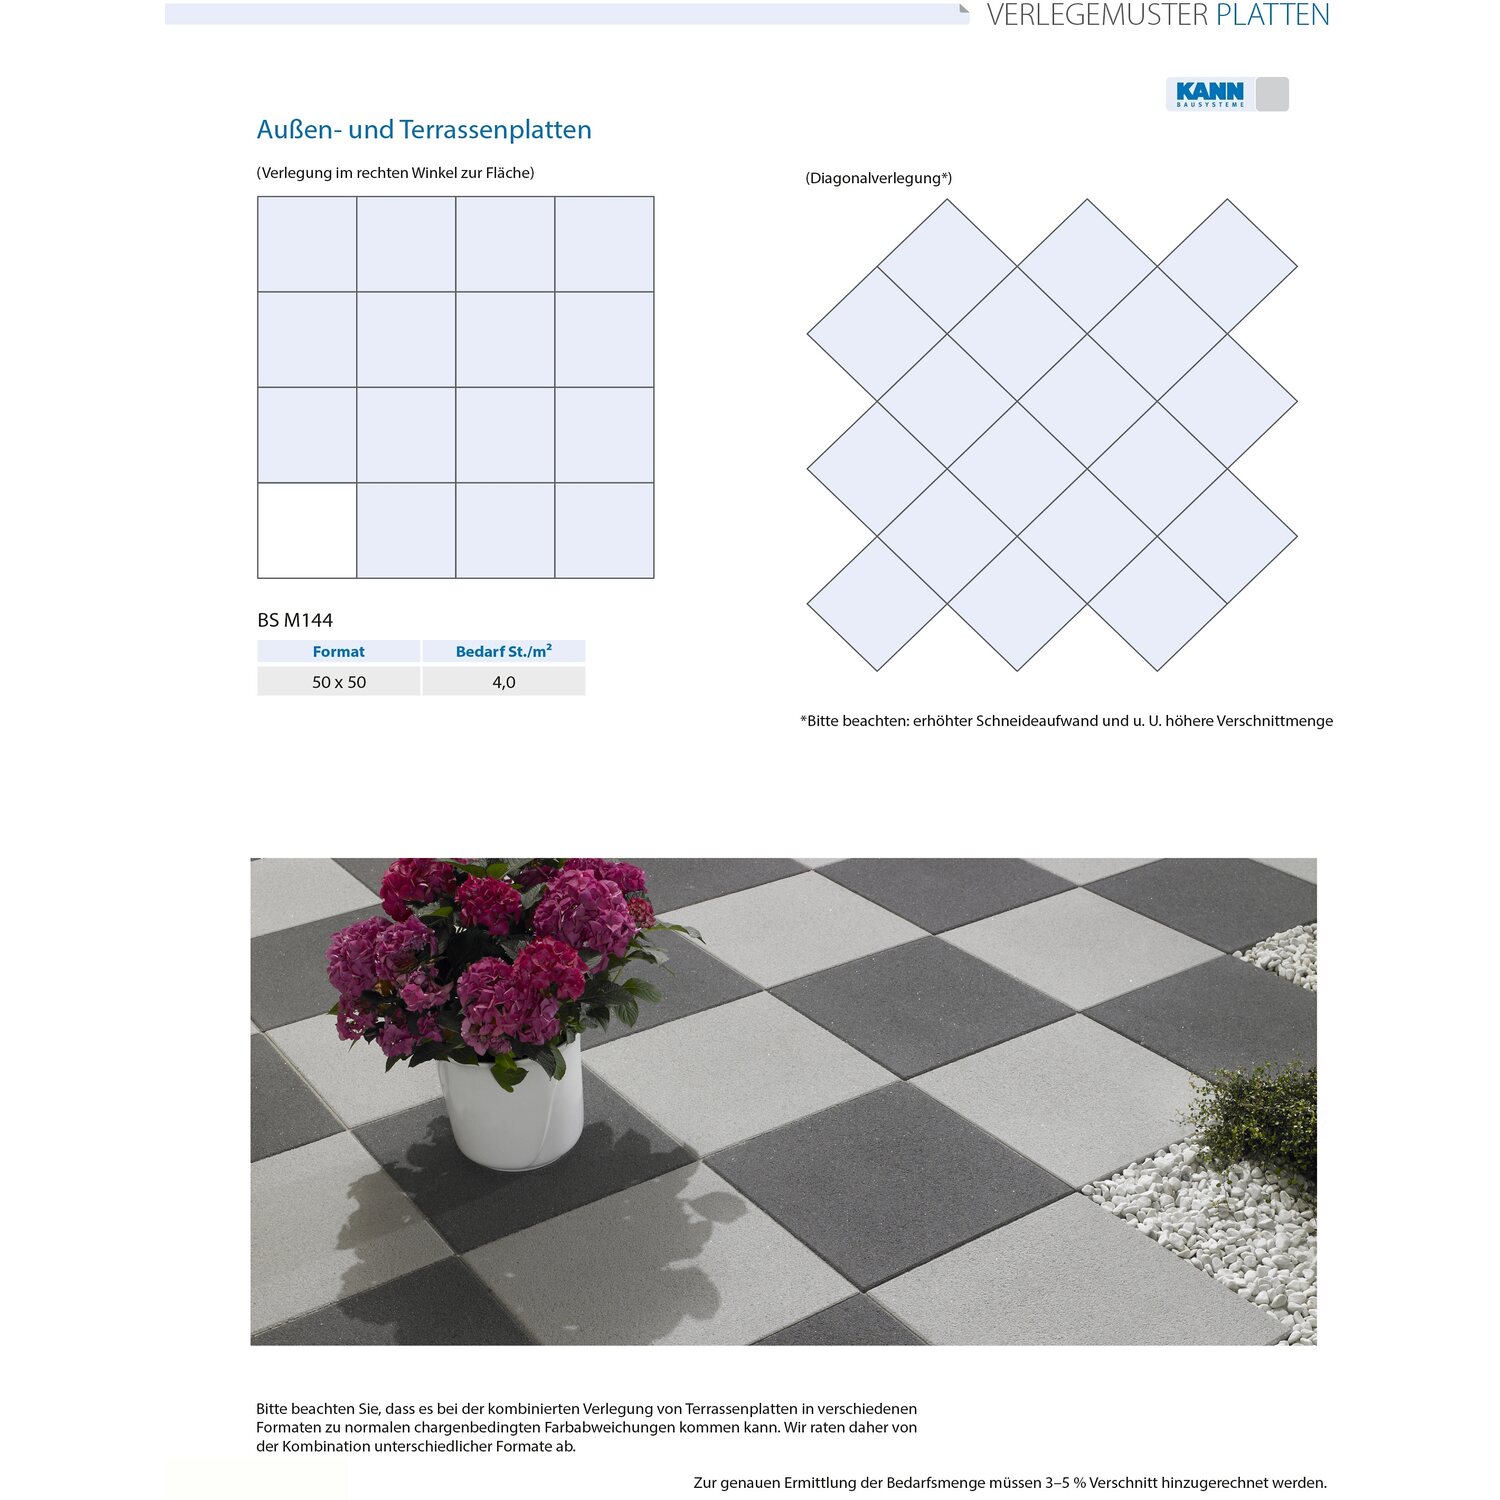 VERLEGEMUSTER PLATTEN
KANN
BAUSYSTEME
Außen- und Terrassenplatten
(Verlegung im rechten Winkel zur Fläche)
(Diagonalverlegung*)
BS M144
Format Bedarf St./m²
50 x 50 4,0
*Bitte beachten: erhöhter Schneideaufwand und u. U. höhere Verschnittmenge
Bitte beachten Sie, dass es bei der kombinierten Verlegung von Terrassenplatten in verschiedenen
Formaten zu normalen chargenbedingten Farbabweichungen kommen kann. Wir raten daher von
der Kombination unterschiedlicher Formate ab.
Zur genauen Ermittlung der Bedarfsmenge müssen 3–5 % Verschnitt hinzugerechnet werden.